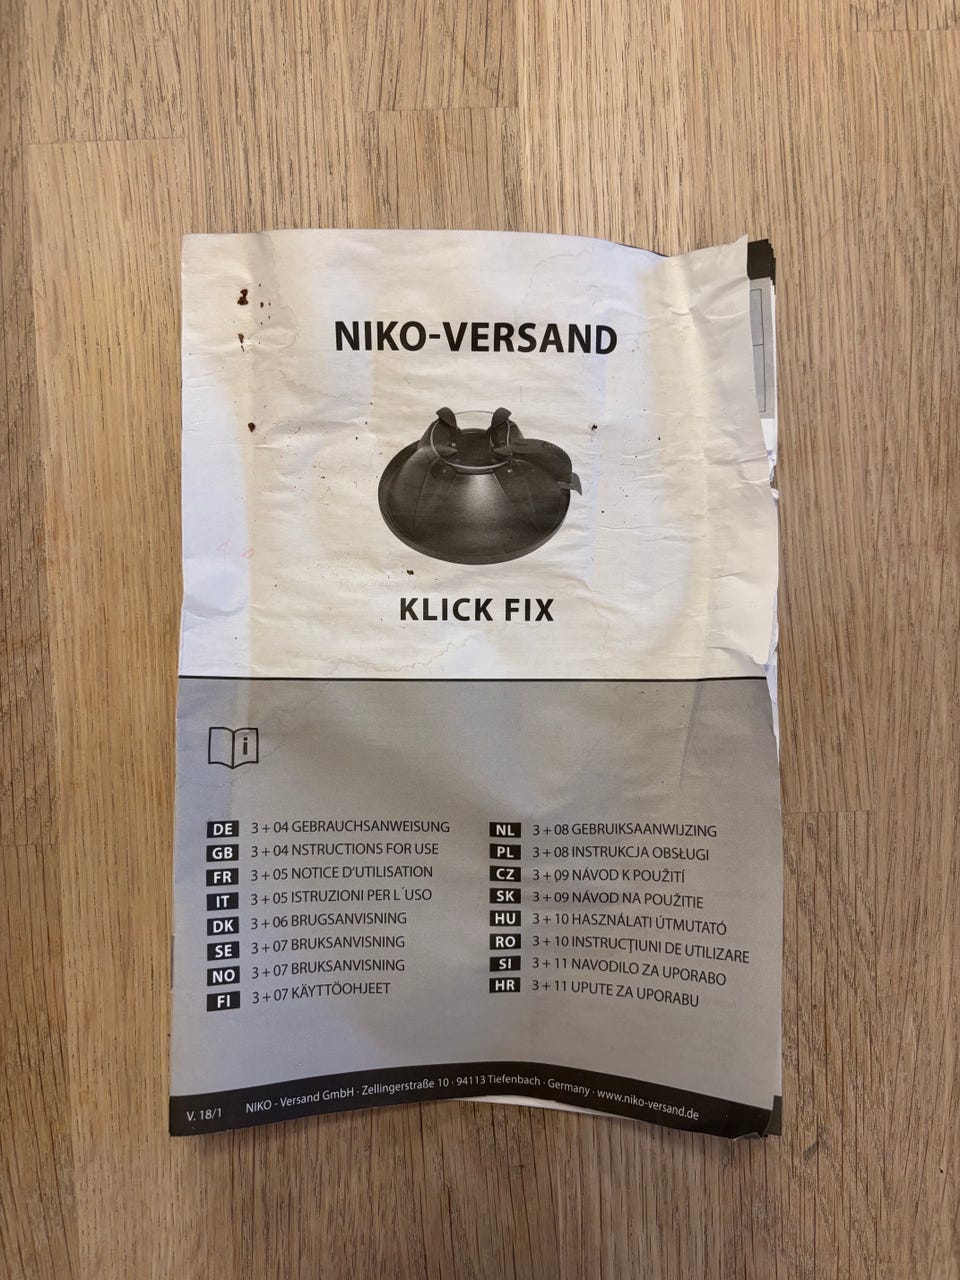 NIKO-VERSAND
KLICK FIX
i
DE 3 + 04 GEBRAUCHSANWEISUNG
GB 3 + 04 NSTRUCTIONS FOR USE
FR 3 + 05 NOTICE D'UTILISATION
IT 3 + 05 ISTRUZIONI PER L´USO
DK 3 + 06 BRUGSANVISNING
SE 3 + 07 BRUKSANVISNING
NO 3 + 07 BRUKSANVISNING
FI 3 + 07 KÄYTTÖOHJEET
NL 3 + 08 GEBRUIKSAANWIJZING
PL 3 + 08 INSTRUKCJA OBSŁUGI
CZ 3 + 09 NÁVOD K POUŽITÍ
SK 3 + 09 NÁVOD NA POUŽITIE
HU 3 + 10 HASZNÁLATI ÚTMUTATÓ
RO 3 + 10 INSTRUCȚIUNI DE UTILIZARE
SI 3 + 11 NAVODILO ZA UPORABO
HR 3 + 11 UPUTE ZA UPORABU
V. 18/1 NIKO - Versand GmbH · Zellingerstraße 10 · 94113 Tiefenbach · Germany · www.niko-versand.de